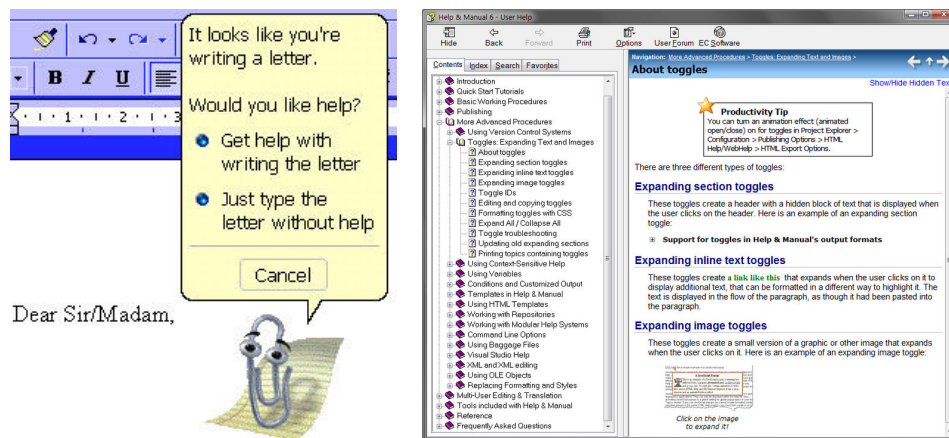 It looks like you're
writing a letter.
Would you like help?
Get help with
writing the letter
Just type the
letter without help
Cancel
B I U
1 2 3
Dear Sir/Madam,
Help & Manual 6 - User Help
Hide Back Forward Print Options User Forum EC Software
Contents Index Search Favorites
Introduction
Quick Start Tutorials
Basic Working Procedures
Publishing
More Advanced Procedures
Using Version Control Systems
Toggles: Expanding Text and Images
About toggles
Expanding section toggles
Expanding inline text toggles
Expanding image toggles
Toggle IDs
Editing and copying toggles
Formatting toggles with CSS
Expand All / Collapse All
Toggle troubleshooting
Updating old expanding sections
Printing topics containing toggles
Using Context-Sensitive Help
Using Variables
Conditions and Customized Output
Templates in Help & Manual
Using HTML Templates
Working with Repositories
Working with Modular Help Systems
Command Line Options
Using Baggage Files
Visual Studio Help
XML and XML editing
Using OLE Objects
Replacing Formatting and Styles
Multi-User Editing & Translation
Tools included with Help & Manual
Reference
Frequently Asked Questions
Navigation: More Advanced Procedures > Toggles, Expanding Text and Images >
About toggles
Show/Hide Hidden Tex
Productivity Tip
You can turn an animation effect (animated
open/close) on for toggles in Project Explorer >
Configuration > Publishing Options > HTML
Help/WebHelp > HTML Export Options.
There are three different types of toggles:
Expanding section toggles
These toggles create a header with a hidden block of text that is displayed when
the user clicks on the header. Here is an example of an expanding section
toggle:
Support for toggles in Help & Manual's output formats
Expanding inline text toggles
These toggles create a link like this that expands when the user clicks on it to
display additional text, that can be formatted in a different way to highlight it. The
text is displayed in the flow of the paragraph, as though it had been pasted into
the paragraph.
Expanding image toggles
These toggles create a small version of a graphic or other image that expands
when the user clicks on it. Here is an example of an expanding image toggle:
Click on the image
to expand it!